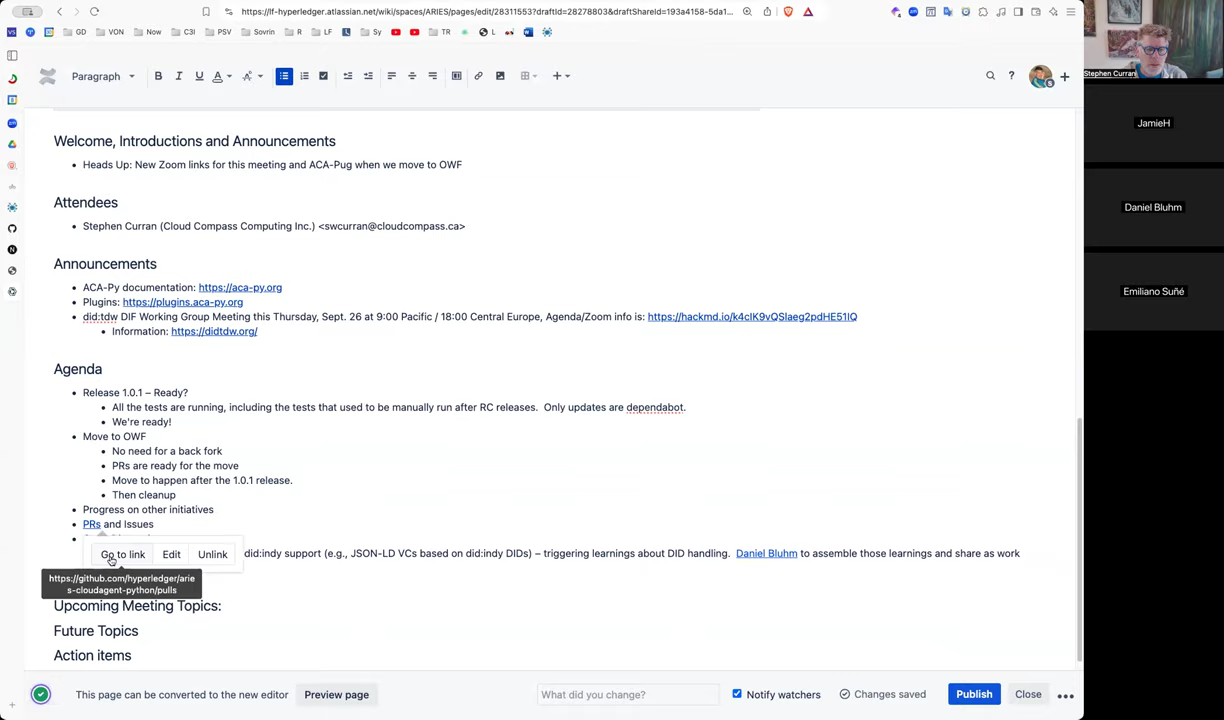 https://lf-hyperledger.atlassian.net/wiki/spaces/ARIES/pages/edit/28311553?draftId=28278803&draftShareId=193a4158-5da1...
GD VON Now C3I PSV Sovrin R LF Sy TR L
Paragraph
Stephen Curran
Welcome, Introductions and Announcements
Heads Up: New Zoom links for this meeting and ACA-Pug when we move to OWF
JamieH
Attendees
Daniel Bluhm
Stephen Curran (Cloud Compass Computing Inc.) <swcurran@cloudcompass.ca>
Announcements
ACA-Py documentation: https://aca-py.org
Emiliano Suñé
Plugins: https://plugins.aca-py.org
did:tdw DIF Working Group Meeting this Thursday, Sept. 26 at 9:00 Pacific / 18:00 Central Europe, Agenda/Zoom info is: https://hackmd.io/k4cIK9vQSIaeg2pdHE51IQ
Information: https://didtdw.org/
Agenda
Release 1.0.1 – Ready?
All the tests are running, including the tests that used to be manually run after RC releases. Only updates are dependabot.
We're ready!
Move to OWF
No need for a back fork
PRs are ready for the move
Move to happen after the 1.0.1 release.
Then cleanup
Progress on other initiatives
PRs and Issues
Go to link Edit Unlink
did:indy support (e.g., JSON-LD VCs based on did:indy DIDs) – triggering learnings about DID handling. Daniel Bluhm to assemble those learnings and share as work
https://github.com/hyperledger/arie
s-cloudagent-python/pulls
Upcoming Meeting Topics:
Future Topics
Action items
This page can be converted to the new editor Preview page What did you change? Notify watchers Changes saved Publish Close